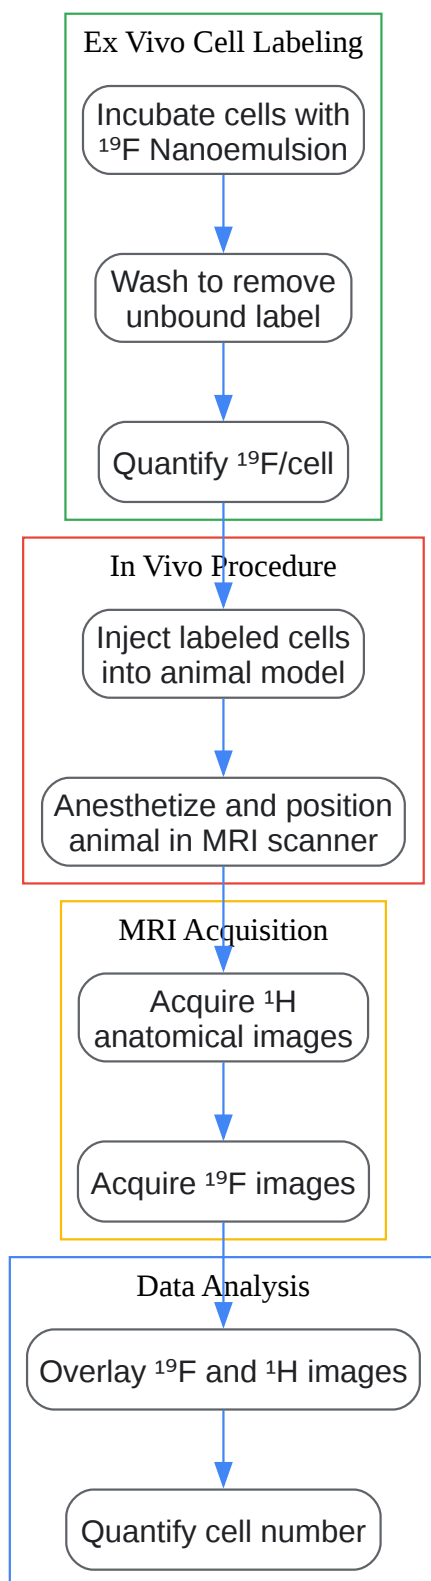 Ex Vivo Cell Labeling
Incubate cells with
¹⁹F Nanoemulsion
Wash to remove
unbound label
Quantify ¹⁹F/cell
In Vivo Procedure
Inject labeled cells
into animal model
Anesthetize and position
animal in MRI scanner
MRI Acquisition
Acquire ¹H
anatomical images
Acquire ¹⁹F images
Data Analysis
Overlay ¹⁹F and ¹H images
Quantify cell number